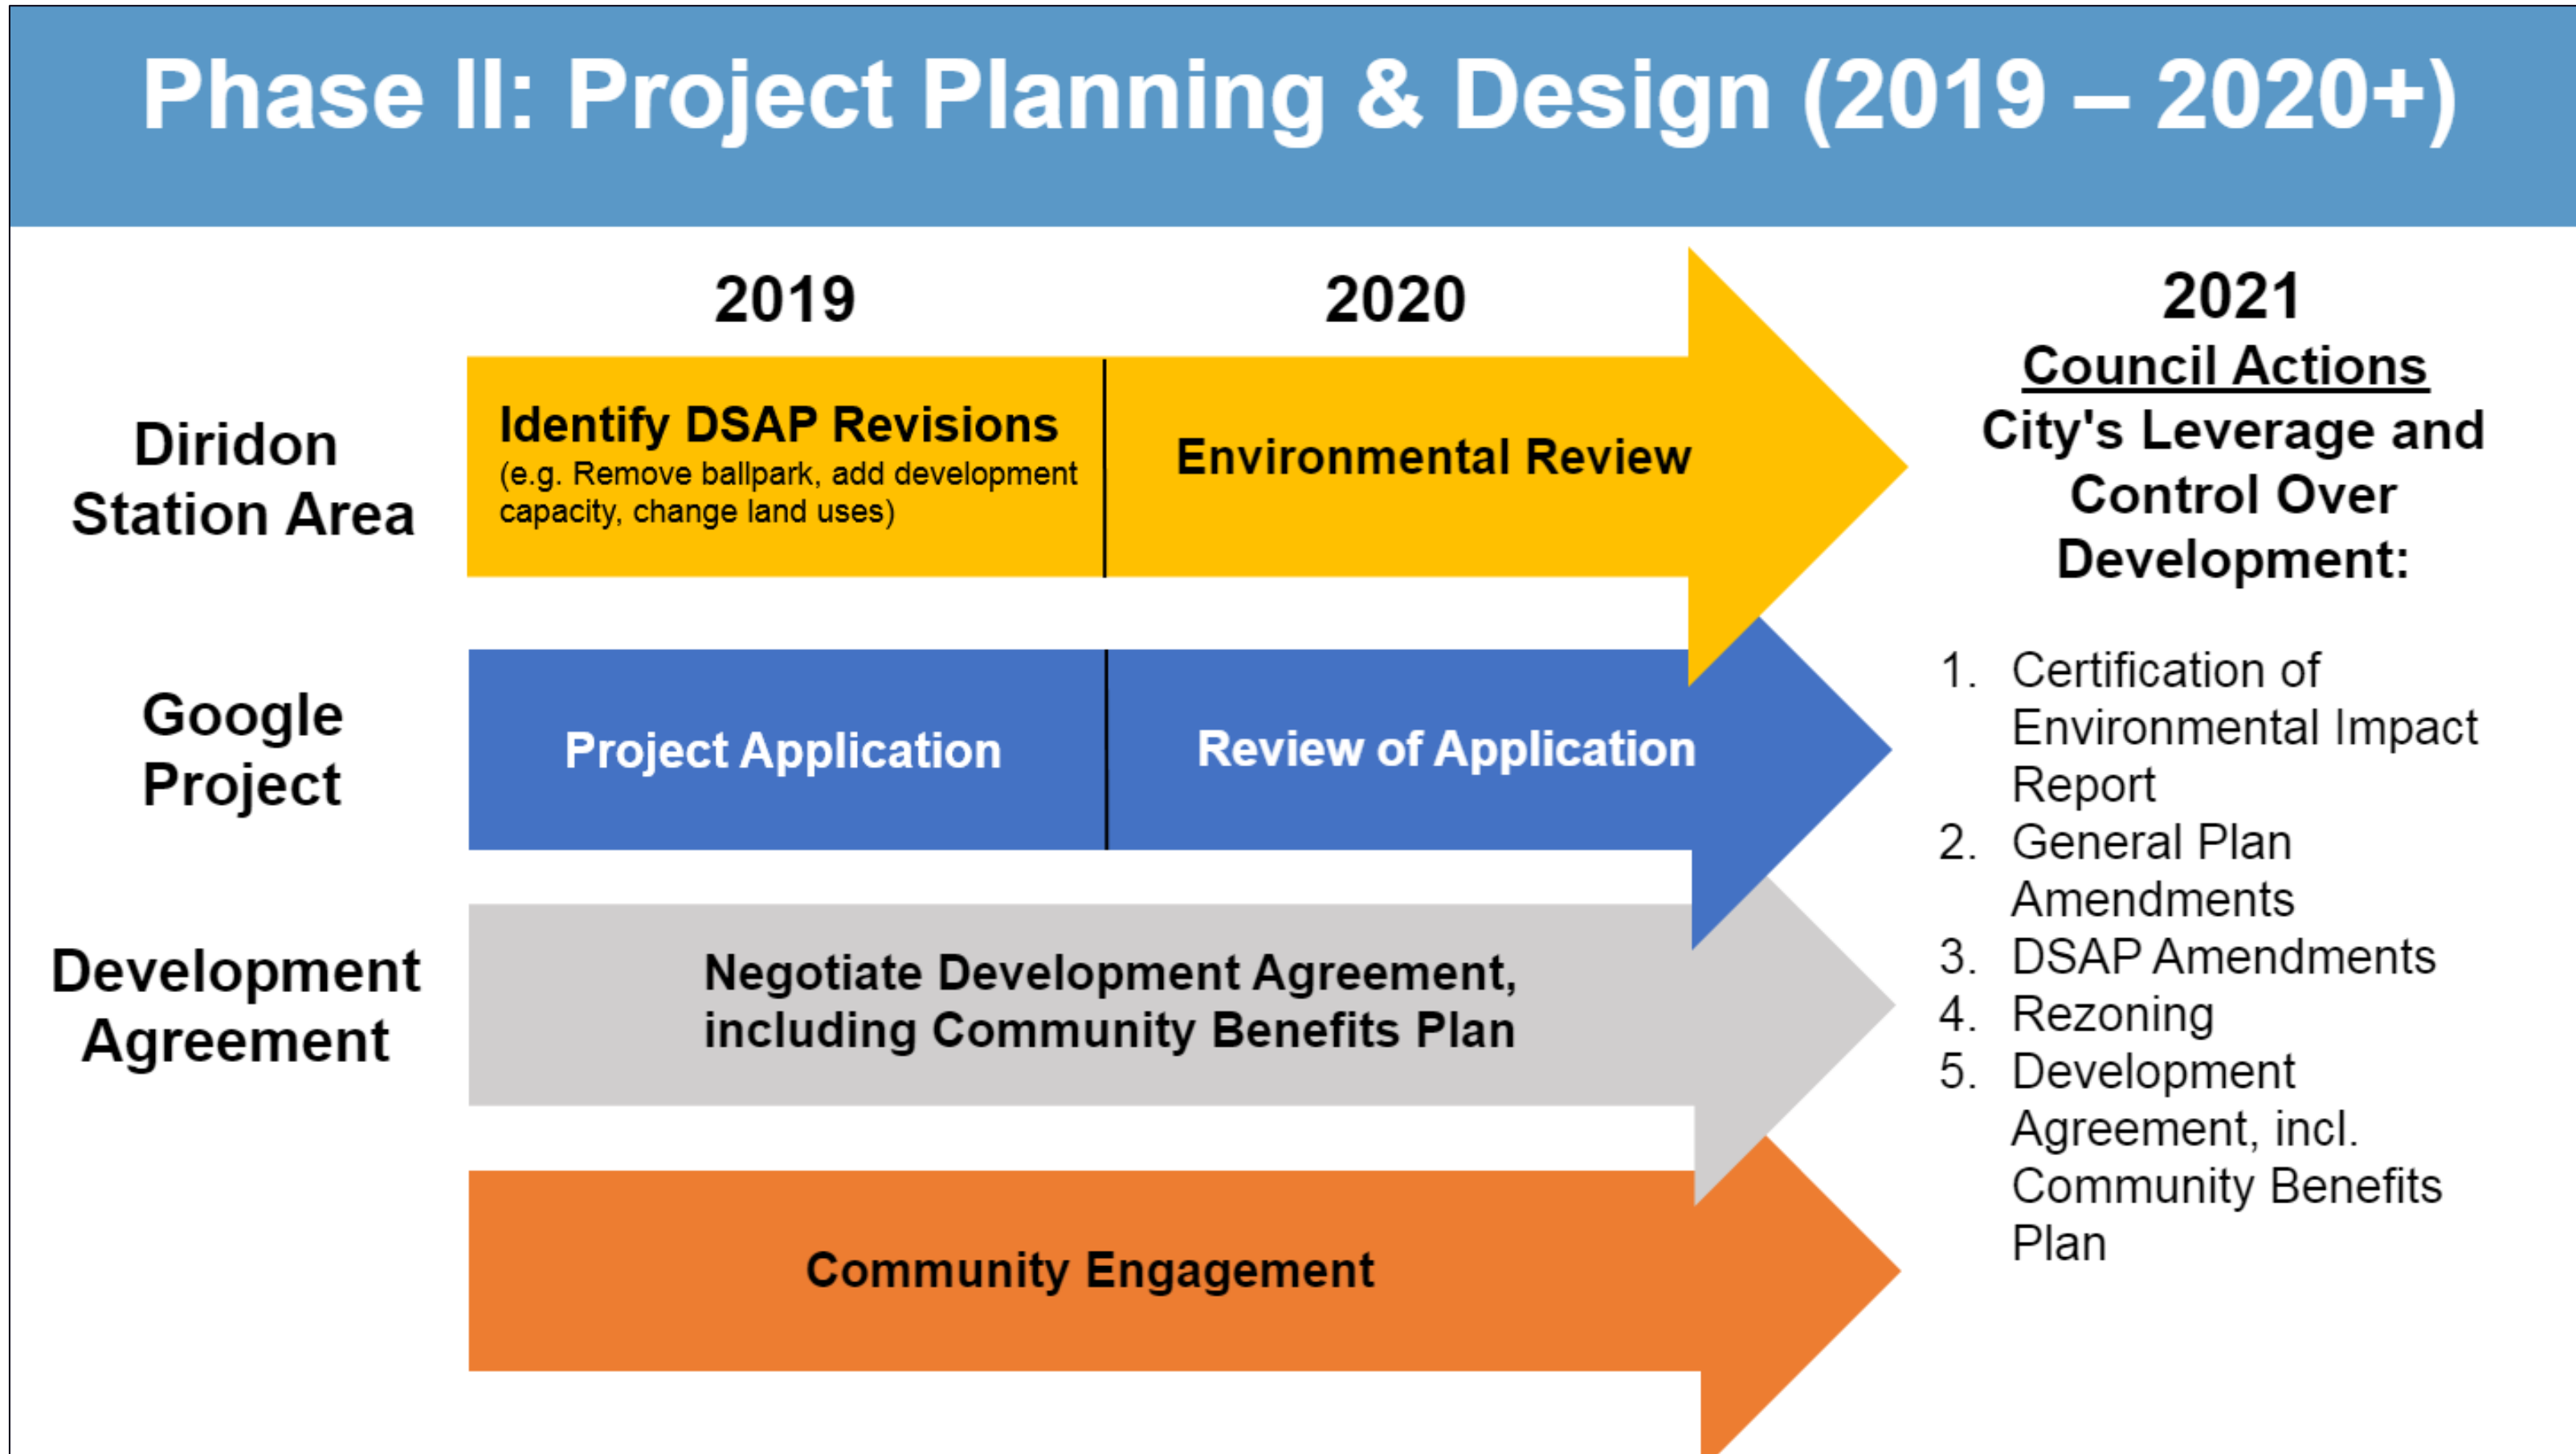 Phase II: Project Planning & Design (2019 – 2020+)
2019
2020
Diridon
Station Area
Identify DSAP Revisions
(e.g. Remove ballpark, add development
capacity, change land uses)
Environmental Review
Google
Project
Project Application
Review of Application
Development
Agreement
Negotiate Development Agreement,
including Community Benefits Plan
Community Engagement
2021
Council Actions
City's Leverage and
Control Over
Development:
1. Certification of
Environmental Impact
Report
2. General Plan
Amendments
3. DSAP Amendments
4. Rezoning
5. Development
Agreement, incl.
Community Benefits
Plan